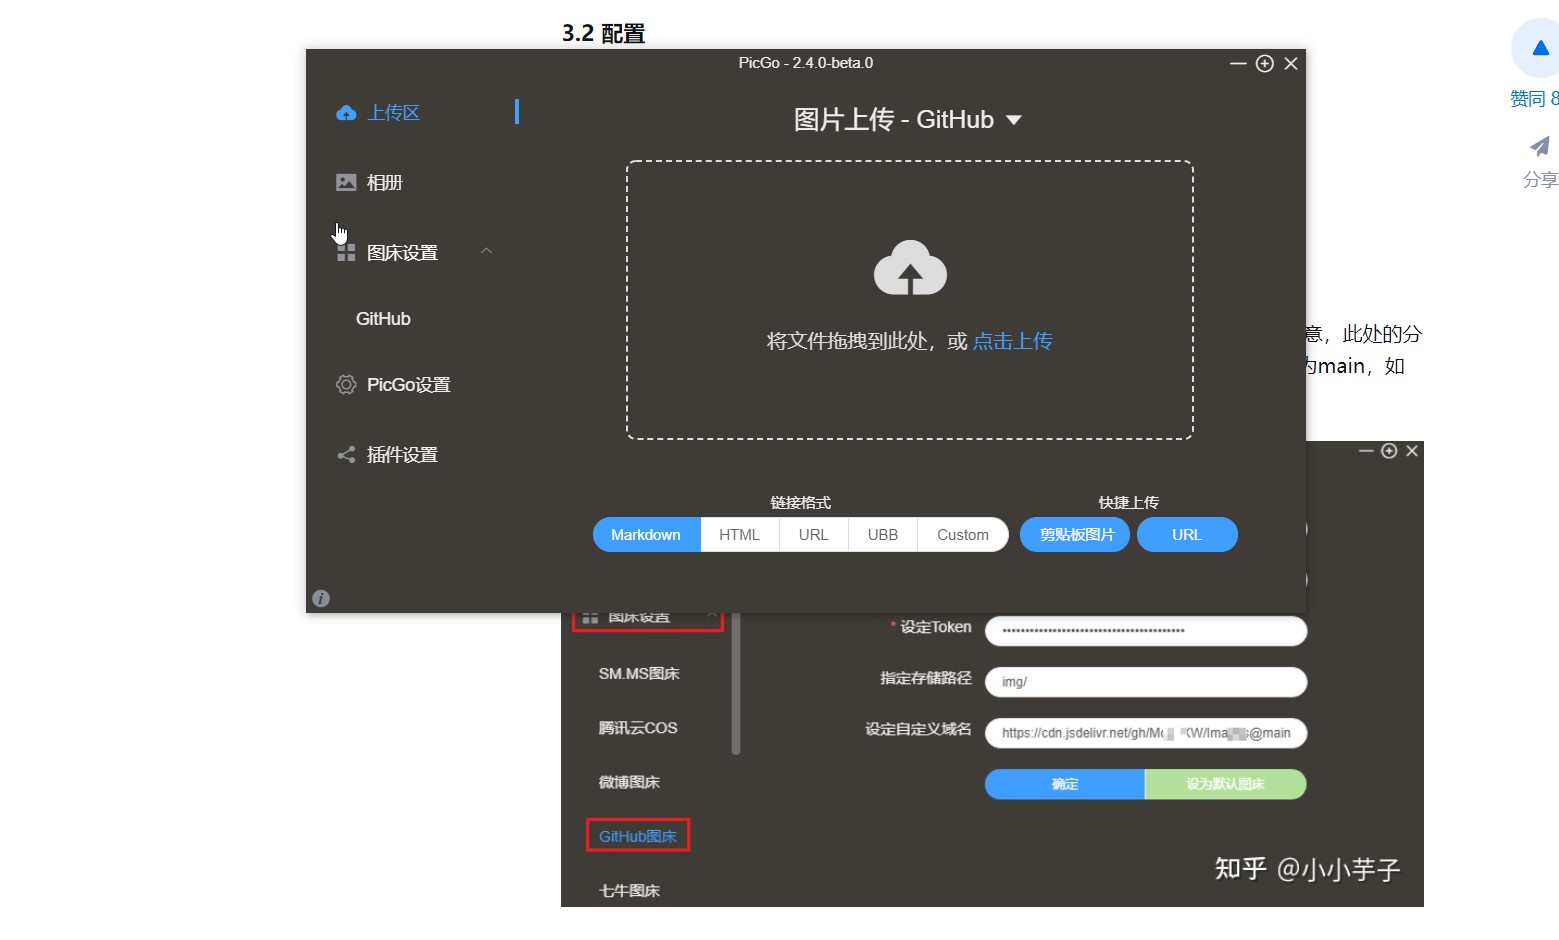 3.2 配置
PicGo - 2.4.0-beta.0
上传区
图片上传 - GitHub
相册
图床设置
GitHub
PicGo设置
插件设置
将文件拖拽到此处，或 点击上传
链接格式
快捷上传
Markdown
HTML
URL
UBB
Custom
剪贴板图片
URL
赞同 8
分享
意，此处的分
为main，如
图床设置
SM.MS图床
腾讯云COS
微博图床
GitHub图床
七牛图床
* 设定Token
指定存储路径
img/
设定自定义域名
https://cdn.jsdelivr.net/gh/
@main
确定
设为默认图床
知乎 @小小芋子